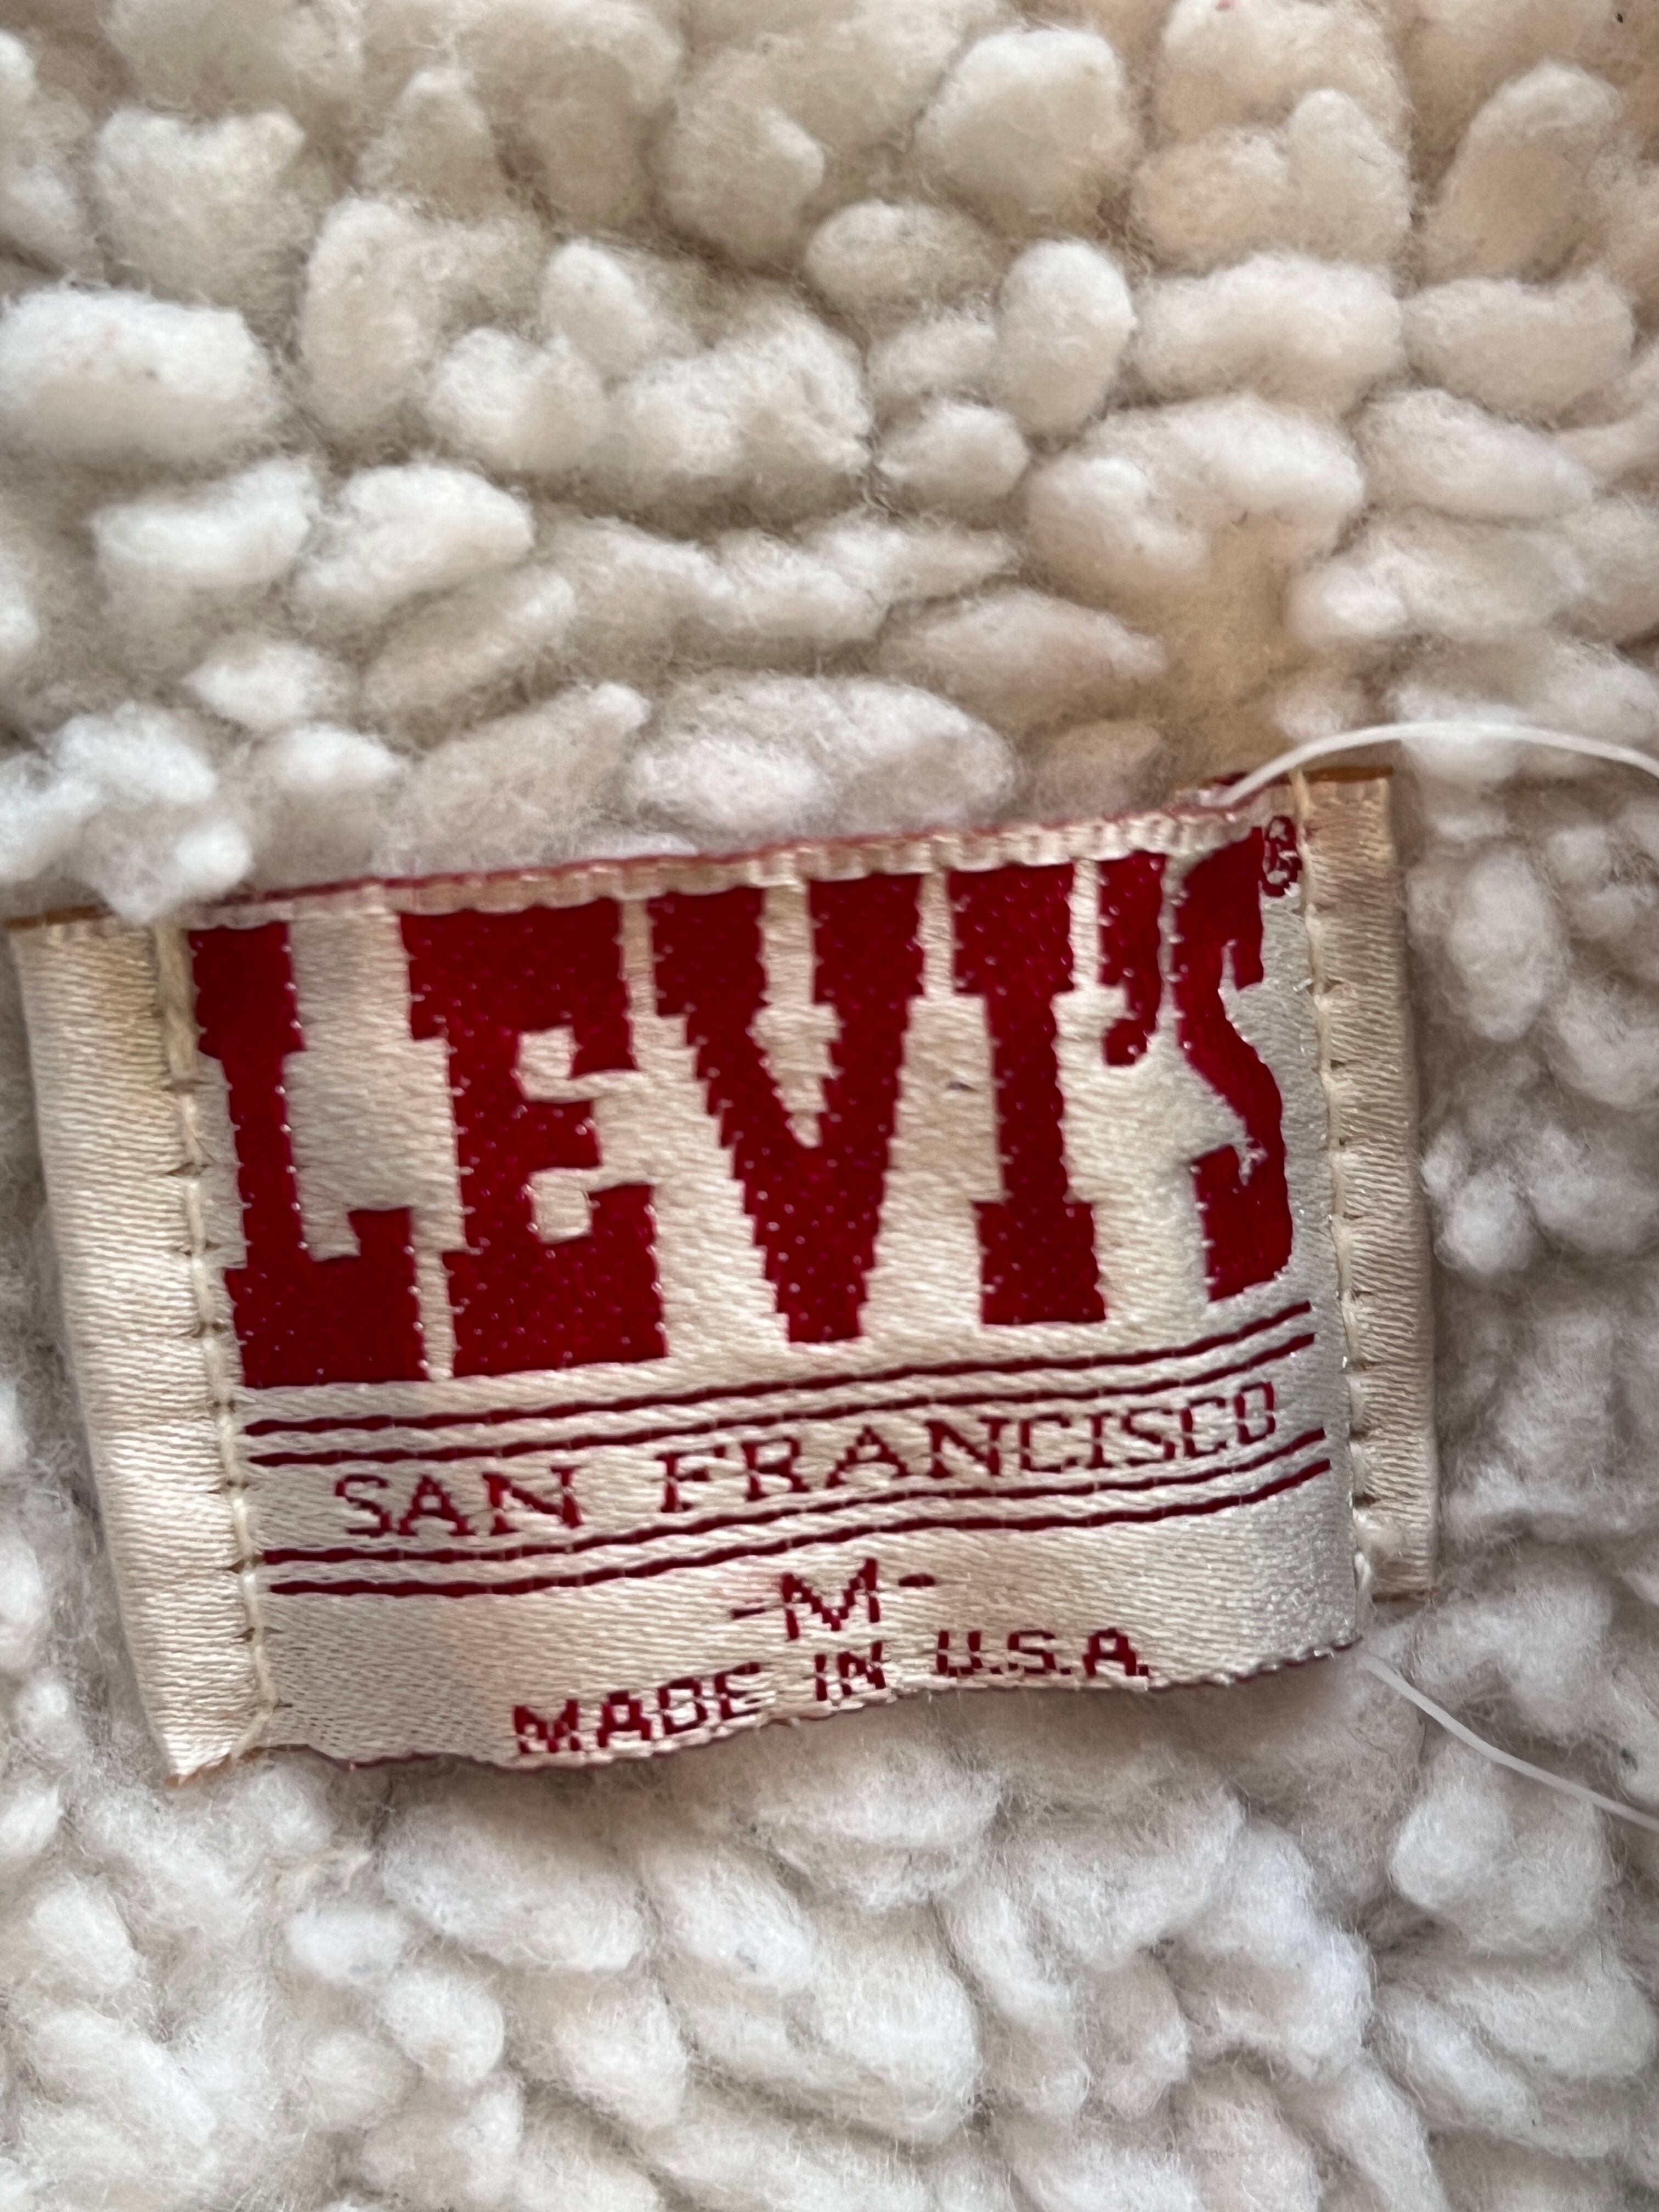 LEVI'S®
SAN FRANCISCO
-M-
MADE IN U.S.A.